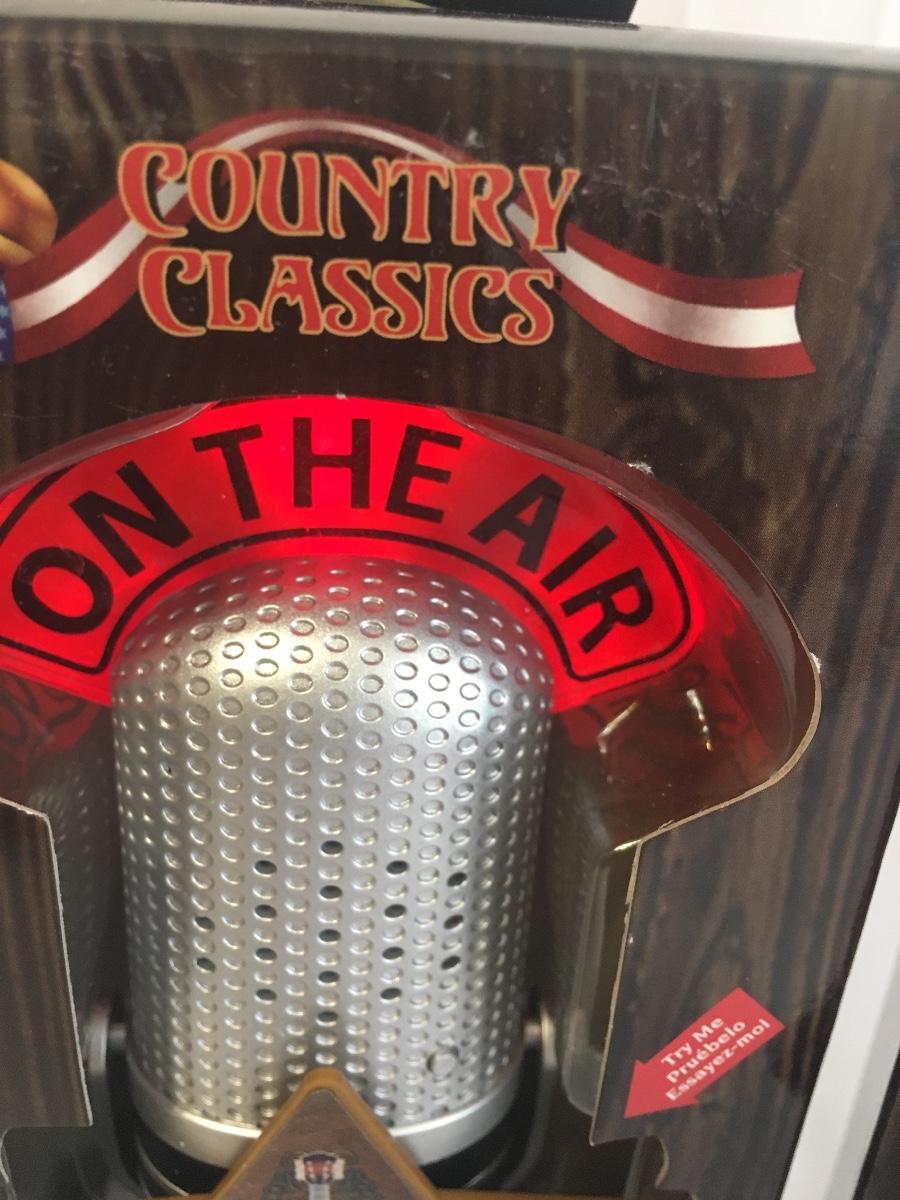 COUNTRY
CLASSICS
ON THE AIR
Try Me
Pruébelo
Essayez-moi